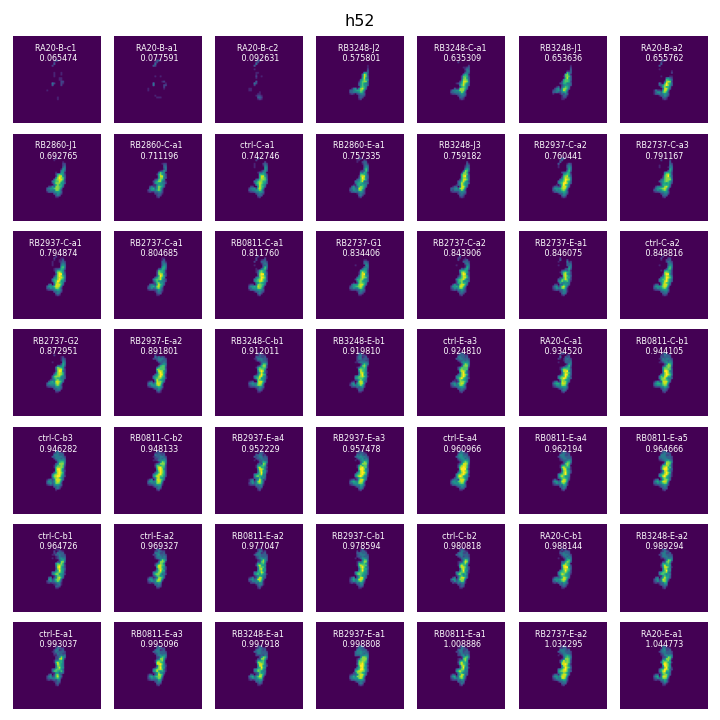 h52
RA20-B-c1
0.065474
RA20-B-a1
0.077591
RA20-B-c2
0.092631
RB3248-J2
0.575801
RB3248-C-a1
0.635309
RB3248-J1
0.653636
RA20-B-a2
0.655762
RB2860-J1
0.692765
RB2860-C-a1
0.711196
ctrl-C-a1
0.742746
RB2860-E-a1
0.757335
RB3248-J3
0.759182
RB2937-C-a2
0.760441
RB2737-C-a3
0.791167
RB2937-C-a1
0.794874
RB2737-C-a1
0.804685
RB0811-C-a1
0.811760
RB2737-G1
0.834406
RB2737-C-a2
0.843906
RB2737-E-a1
0.846075
ctrl-C-a2
0.848816
RB2737-G2
0.872951
RB2937-E-a2
0.891801
RB3248-C-b1
0.912011
RB3248-E-b1
0.919810
ctrl-E-a3
0.924810
RA20-C-a1
0.934520
RB0811-C-b1
0.944105
ctrl-C-b3
0.946282
RB0811-C-b2
0.948133
RB2937-E-a4
0.952229
RB2937-E-a3
0.957478
ctrl-E-a4
0.960966
RB0811-E-a4
0.962194
RB0811-E-a5
0.964666
ctrl-C-b1
0.964726
ctrl-E-a2
0.969327
RB0811-E-a2
0.977047
RB2937-C-b1
0.978594
ctrl-C-b2
0.980818
RA20-C-b1
0.988144
RB3248-E-a2
0.989294
ctrl-E-a1
0.993037
RB0811-E-a3
0.995096
RB3248-E-a1
0.997918
RB2937-E-a1
0.998808
RB0811-E-a1
1.008886
RB2737-E-a2
1.032295
RA20-E-a1
1.044773